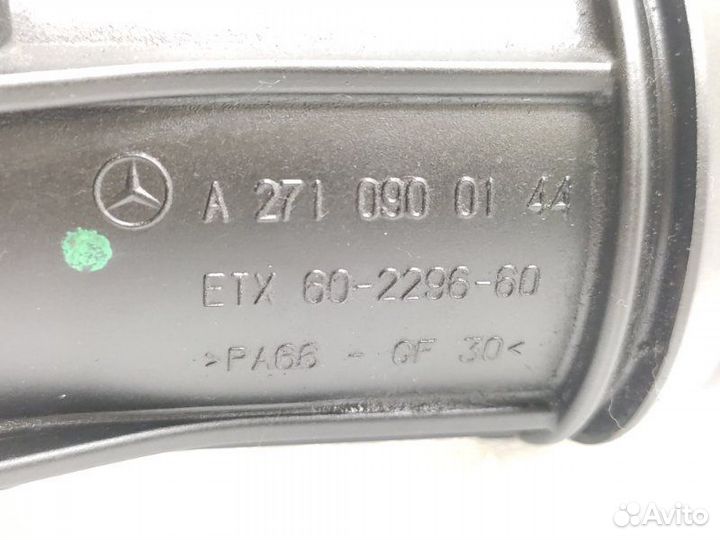 A 271 090 01 44
ETX 60-2296-60
>PA66 - GF 30<
Avito